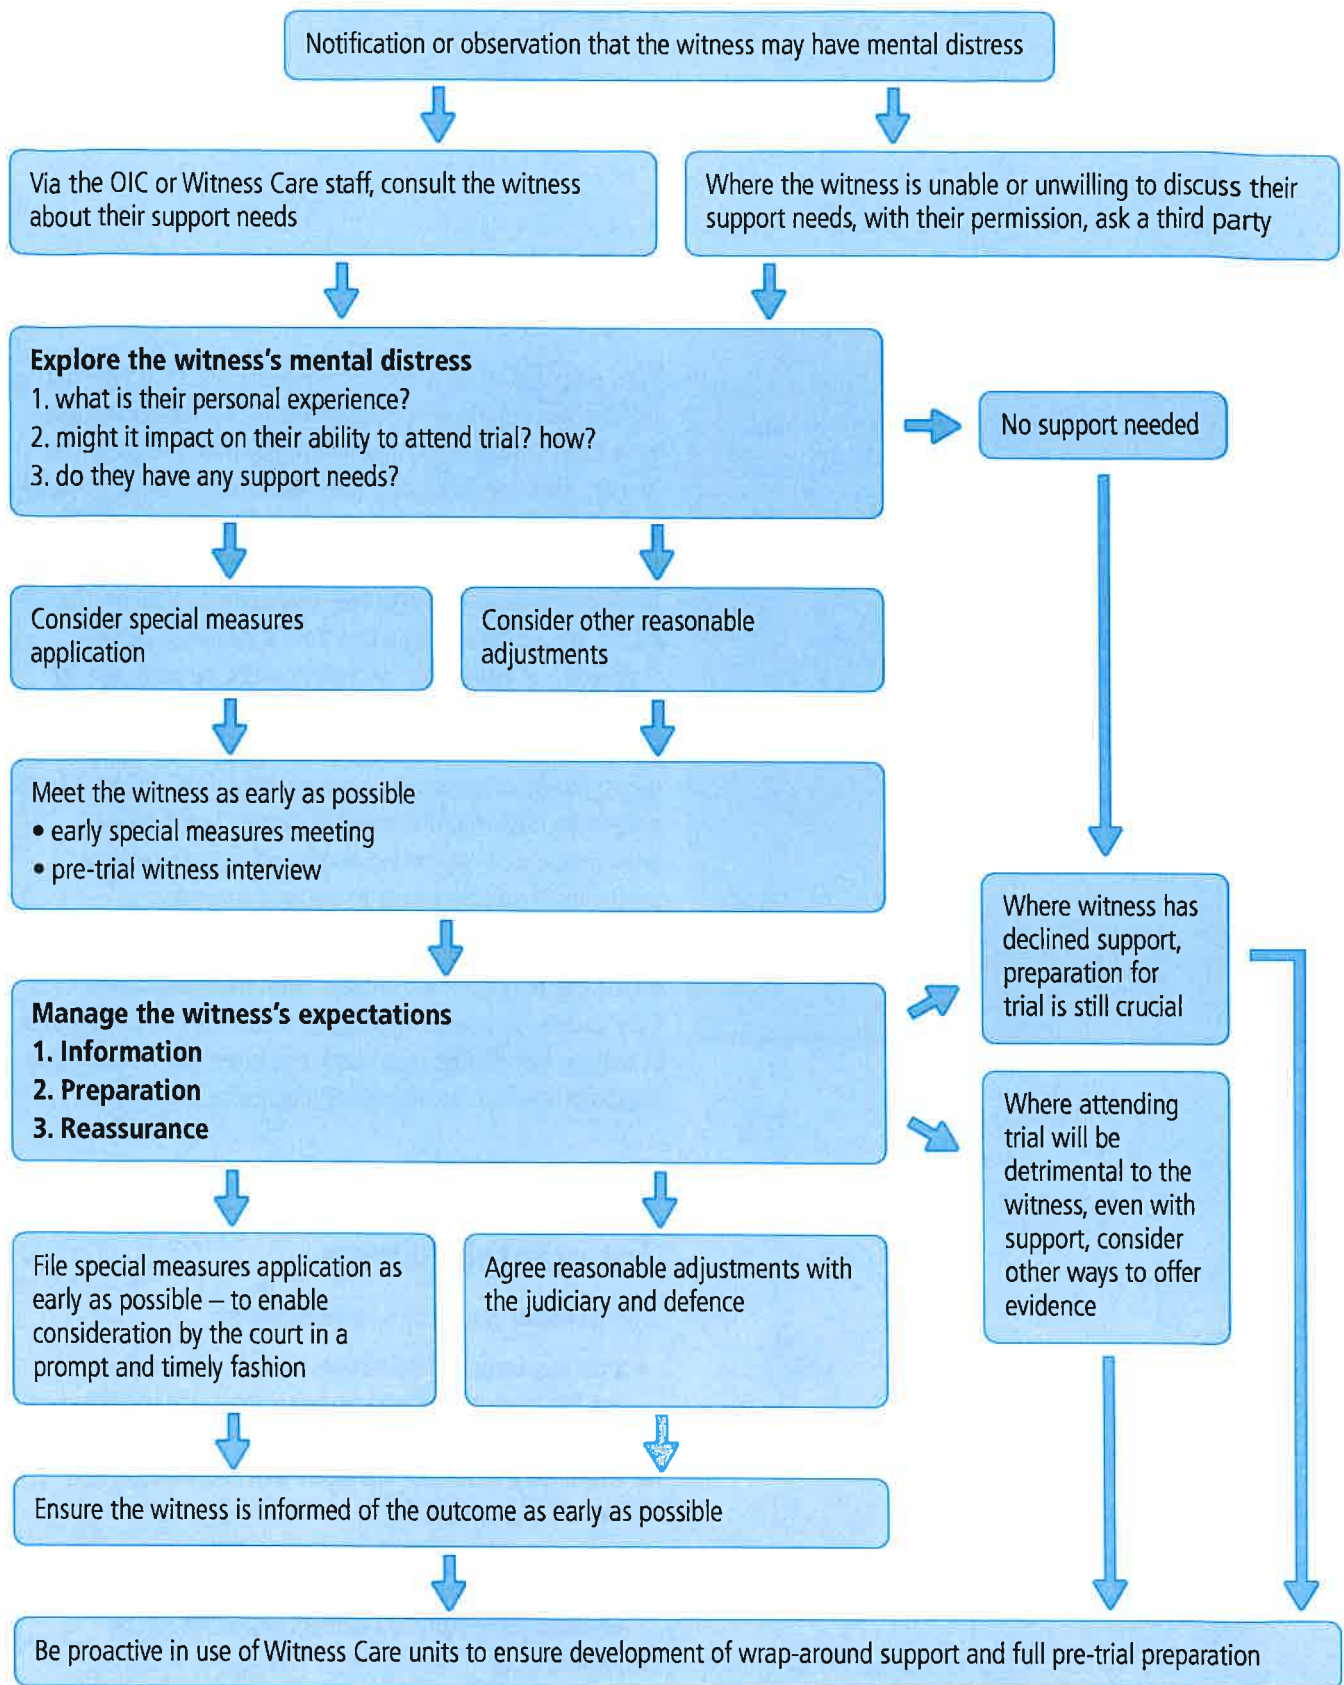 Notification or observation that the witness may have mental distress
Via the OIC or Witness Care staff, consult the witness
about their support needs
Where the witness is unable or unwilling to discuss their
support needs, with their permission, ask a third party
Explore the witness's mental distress
1. what is their personal experience?
2. might it impact on their ability to attend trial? how?
3. do they have any support needs?
No support needed
Consider special measures
application
Consider other reasonable
adjustments
Meet the witness as early as possible
• early special measures meeting
• pre-trial witness interview
Where witness has
declined support,
preparation for
trial is still crucial
Manage the witness's expectations
1. Information
2. Preparation
3. Reassurance
Where attending
trial will be
detrimental to the
witness, even with
support, consider
other ways to offer
evidence
File special measures application as
early as possible – to enable
consideration by the court in a
prompt and timely fashion
Agree reasonable adjustments with
the judiciary and defence
Ensure the witness is informed of the outcome as early as possible
Be proactive in use of Witness Care units to ensure development of wrap-around support and full pre-trial preparation